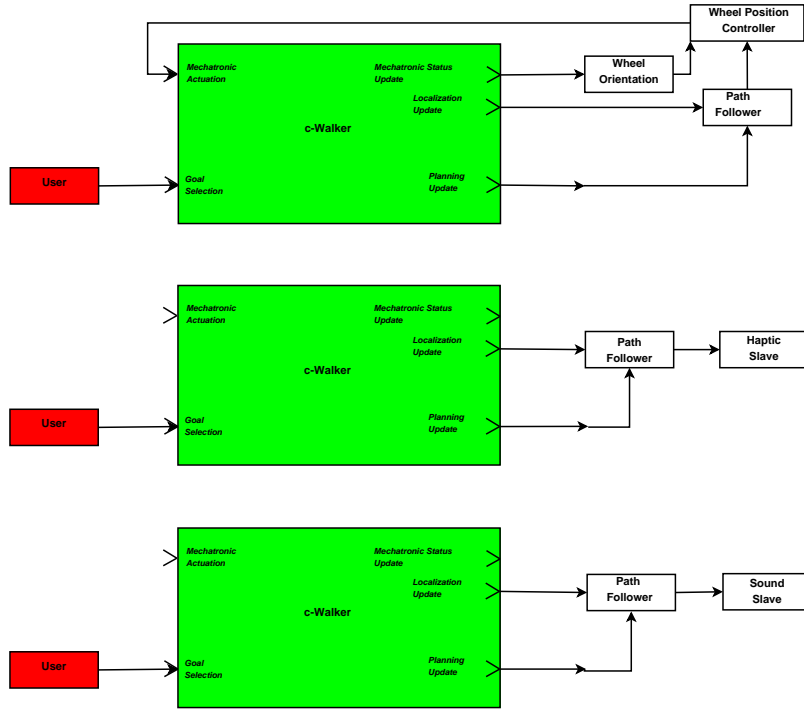 Wheel Position
Controller
Mechatronic
Actuation
Mechatronic Status
Update
Wheel
Orientation
Localization
Update
Path
Follower
c-Walker
User
Goal
Selection
Planning
Update
Mechatronic
Actuation
Mechatronic Status
Update
Localization
Update
Path
Follower
Haptic
Slave
c-Walker
User
Goal
Selection
Planning
Update
Mechatronic
Actuation
Mechatronic Status
Update
Localization
Update
Path
Follower
Sound
Slave
c-Walker
User
Goal
Selection
Planning
Update